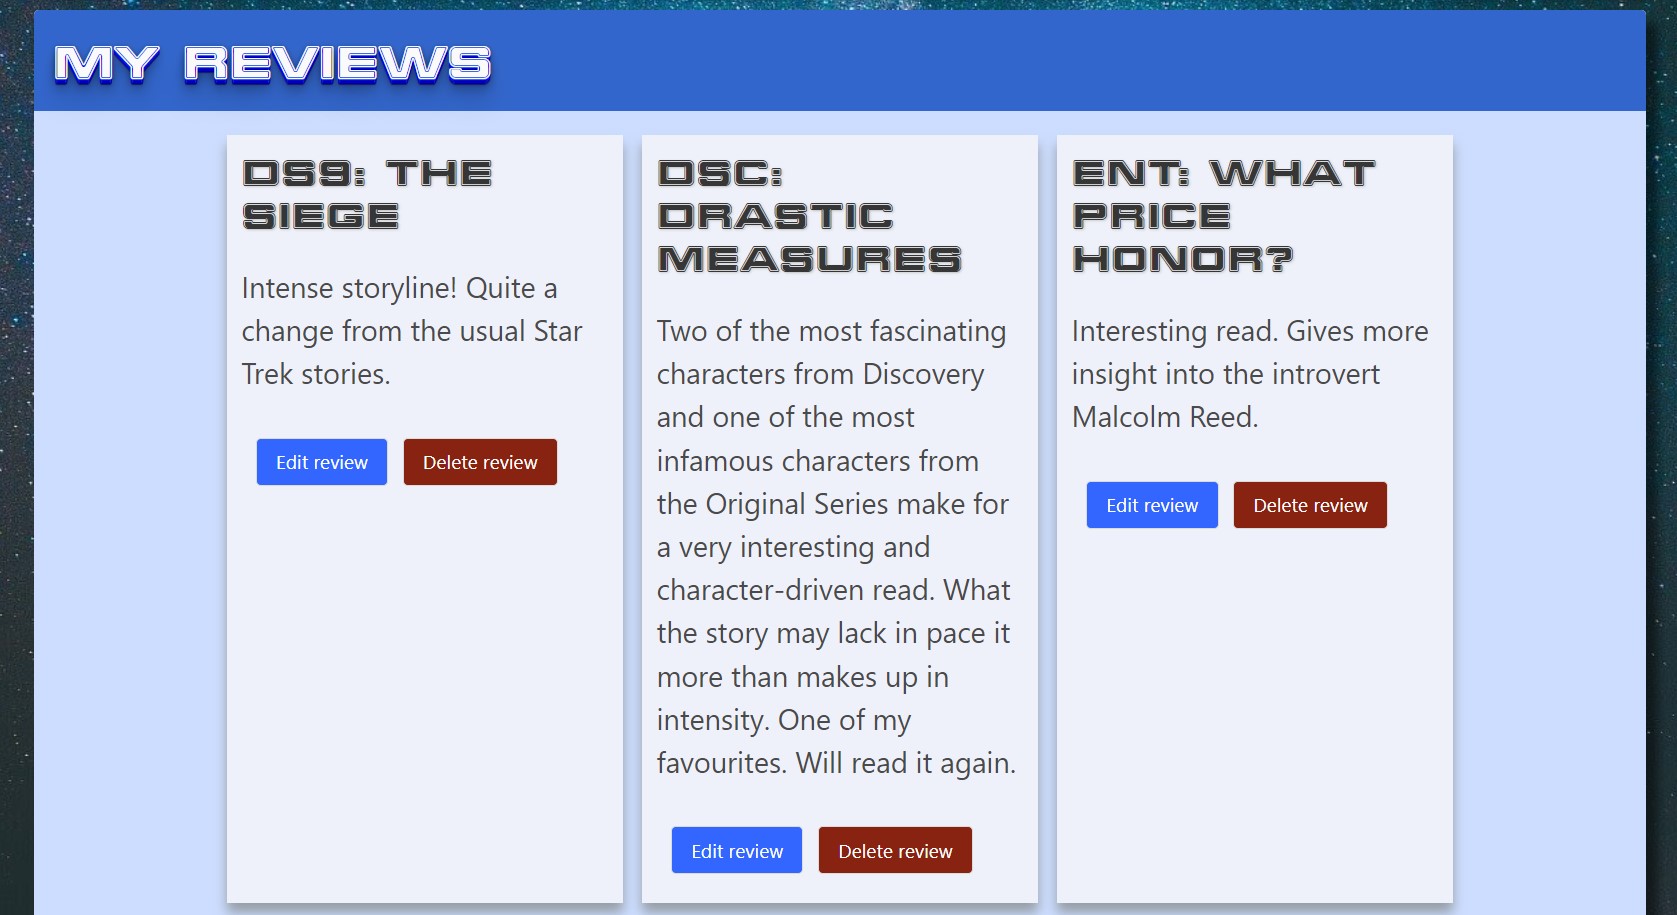 MY REVIEWS
DS9: THE
SIEGE
Intense storyline! Quite a
change from the usual Star
Trek stories.
Edit review
Delete review
DSC:
DRASTIC
MEASURES
Two of the most fascinating
characters from Discovery
and one of the most
infamous characters from
the Original Series make for
a very interesting and
character-driven read. What
the story may lack in pace it
more than makes up in
intensity. One of my
favourites. Will read it again.
Edit review
Delete review
ENT: WHAT
PRICE
HONOR?
Interesting read. Gives more
insight into the introvert
Malcolm Reed.
Edit review
Delete review